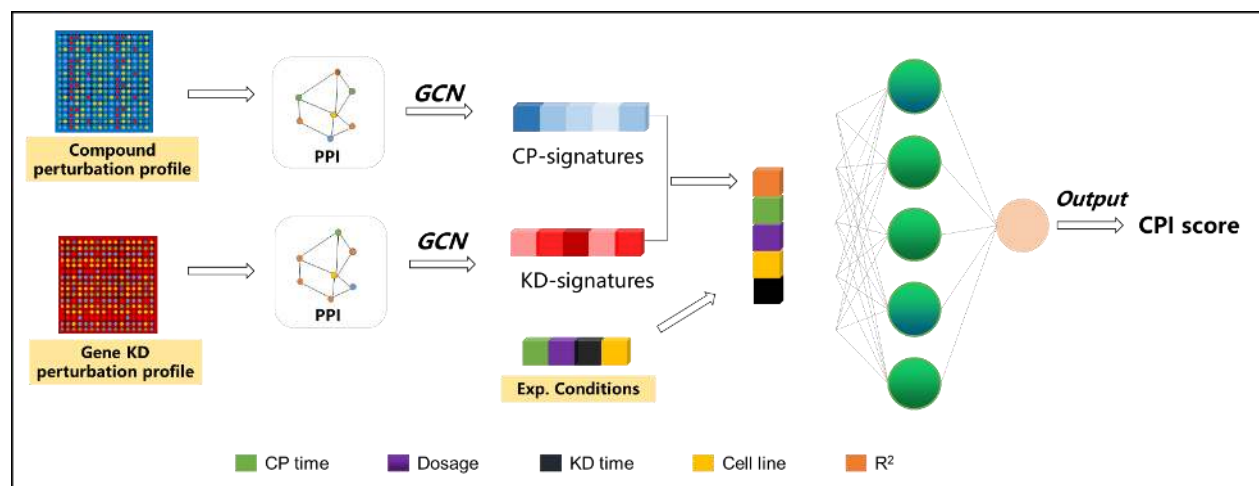 Compound
perturbation profile
PPI
GCN
CP-signatures
Gene KD
perturbation profile
PPI
GCN
KD-signatures
Exp. Conditions
Output
CPI score
CP time
Dosage
KD time
Cell line
R²